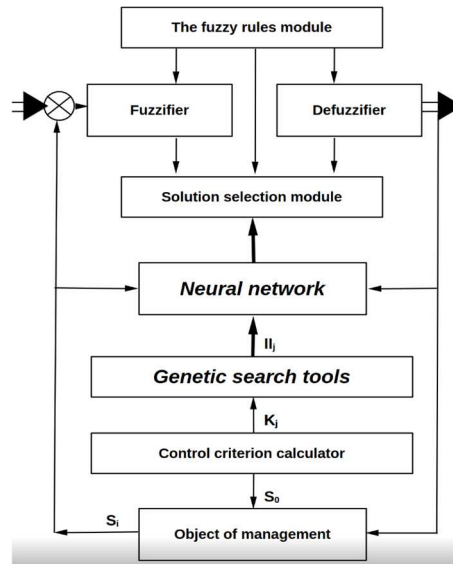 The fuzzy rules module
Fuzzifier
Defuzzifier
Solution selection module
Neural network
IIⱼ
Genetic search tools
Kⱼ
Control criterion calculator
S₀
Sᵢ
Object of management